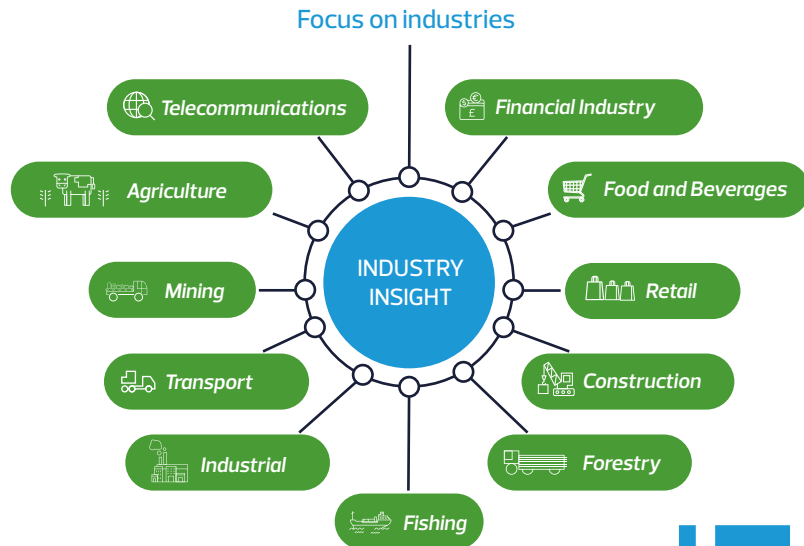 Focus on industries
Telecommunications
Financial Industry
Agriculture
Food and Beverages
INDUSTRY
INSIGHT
Mining
Retail
Transport
Construction
Industrial
Forestry
Fishing